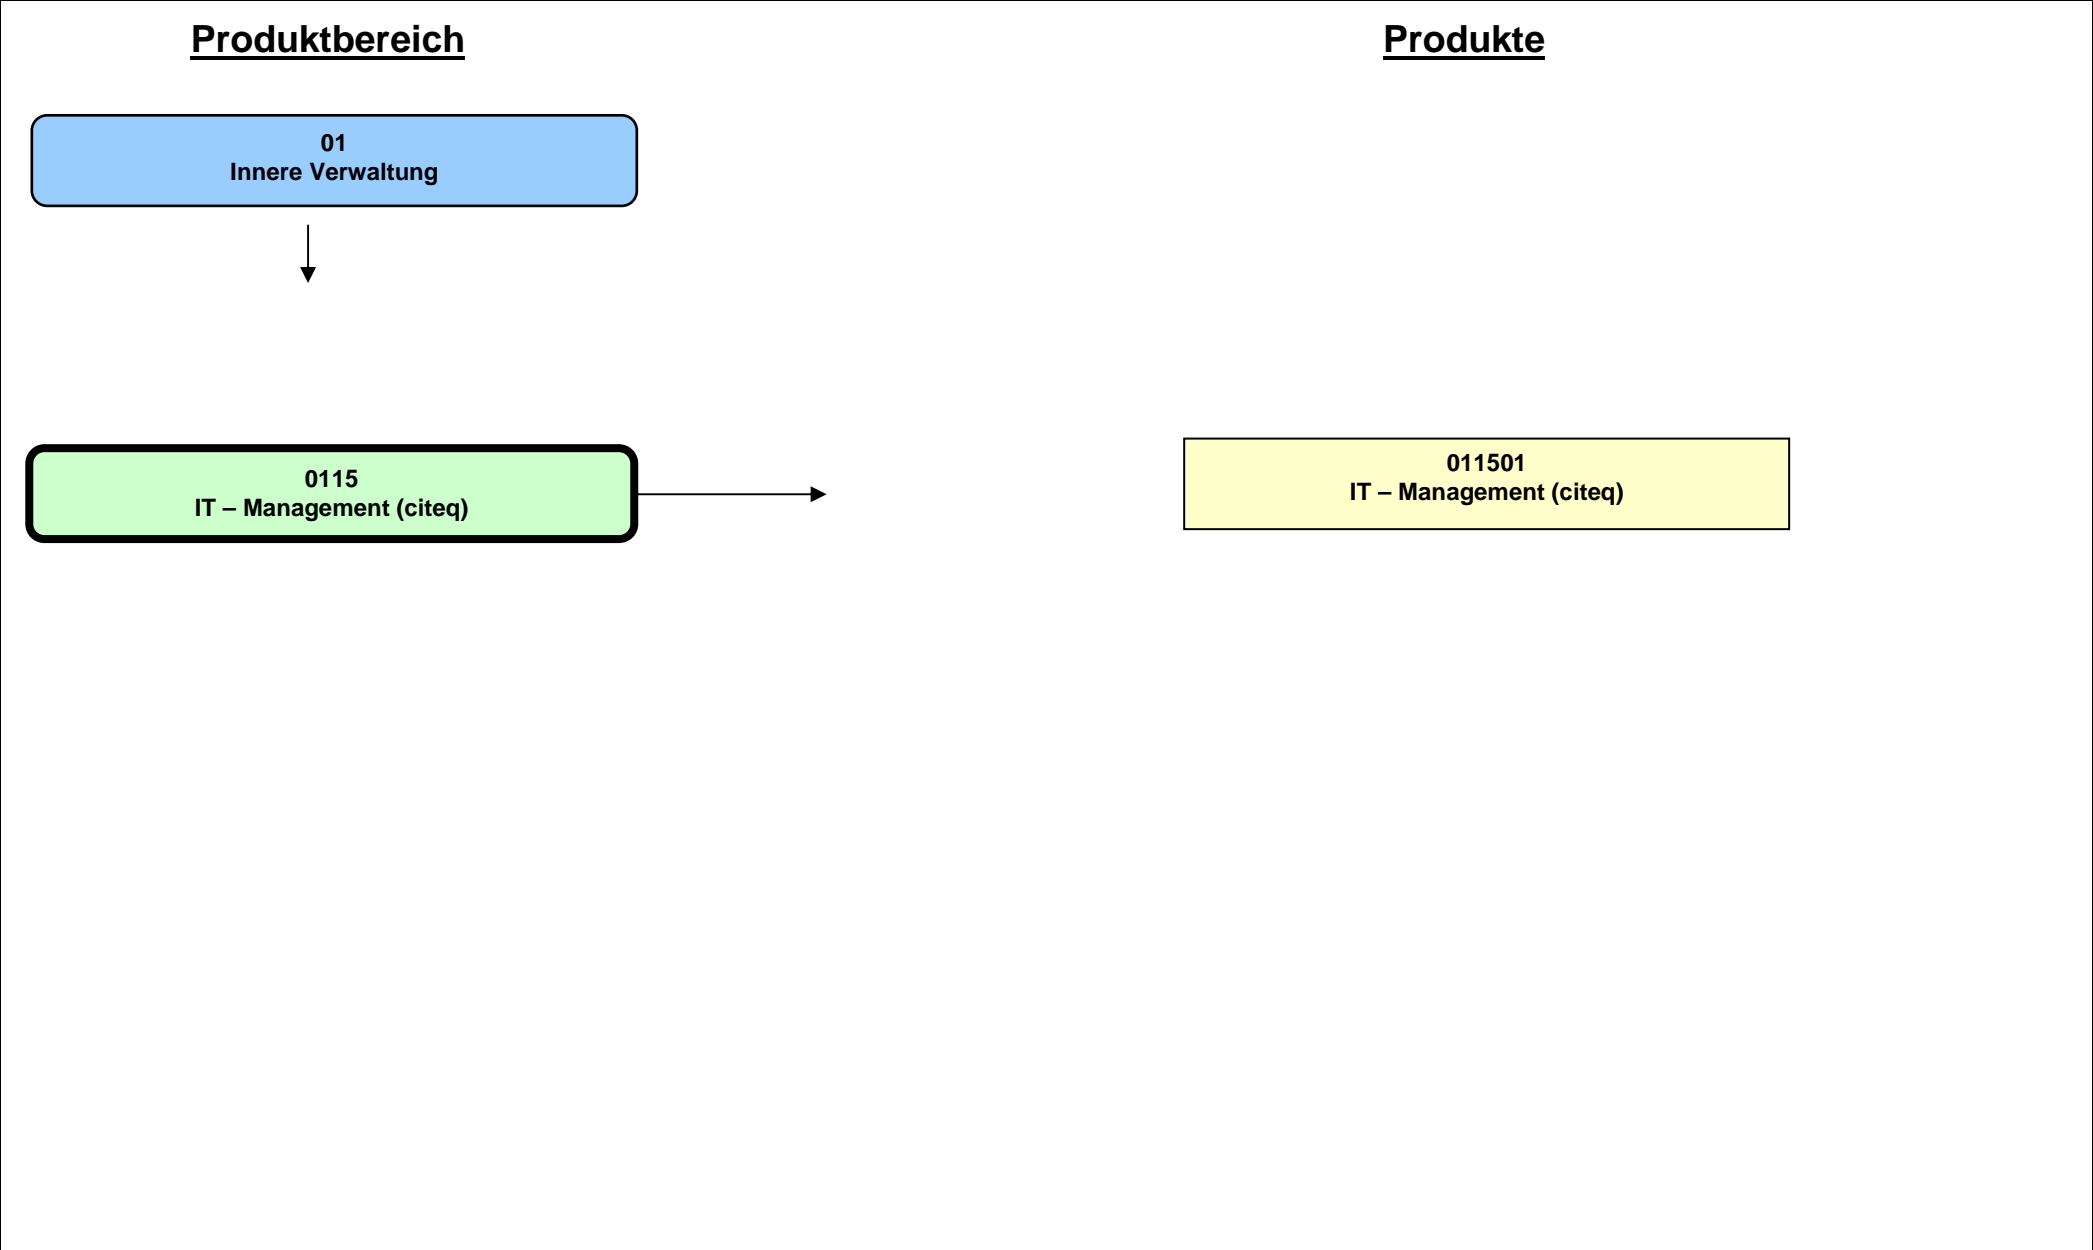 Produktbereich
Produkte
01
Innere Verwaltung
0115
IT – Management (citeq)
011501
IT – Management (citeq)